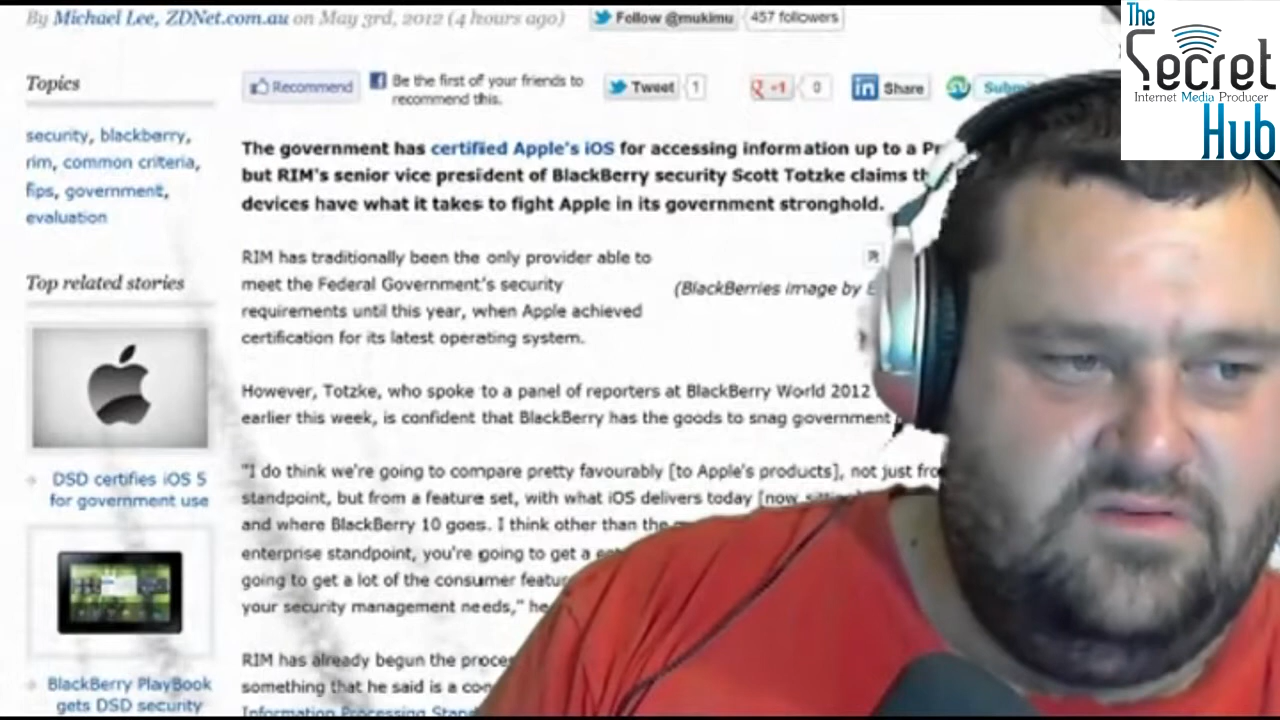 By Michael Lee, ZDNet.com.au on May 3rd, 2012 (4 hours ago)
Follow @mukimu
457 followers
The Secret Hub
Internet Media Producer
Topics
security, blackberry,
rim, common criteria,
fips, government,
evaluation
Top related stories
DSD certifies iOS 5
for government use
BlackBerry PlayBook
gets DSD security
Recommend
Be the first of your friends to
recommend this.
Tweet
1
+1
0
Share
The government has certified Apple's iOS for accessing information up to a
but RIM's senior vice president of BlackBerry security Scott Totzke claims
devices have what it takes to fight Apple in its government stronghold.
RIM has traditionally been the only provider able to
meet the Federal Government's security
requirements until this year, when Apple achieved
certification for its latest operating system.
(BlackBerries image by
However, Totzke, who spoke to a panel of reporters at BlackBerry World 2012
earlier this week, is confident that BlackBerry has the goods to snag government
"I do think we're going to compare pretty favourably [to Apple's products], not just
standpoint, but from a feature set, with what iOS delivers today [now
and where BlackBerry 10 goes. I think other than the
enterprise standpoint, you're going to get a
going to get a lot of the consumer
your security management needs," he
RIM has already begun the
something that he said is a
Information Processing